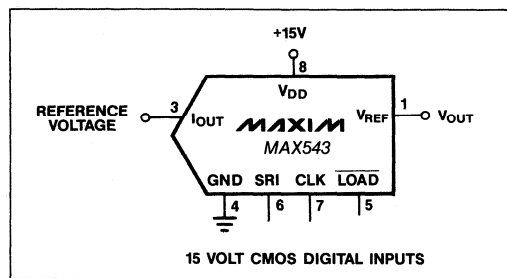 +15V
8
VDD
REFERENCE
VOLTAGE
3
IOUT
MAXIM
MAX543
VREF
1
VOUT
GND SRI CLK LOAD
4 6 7 5
15 VOLT CMOS DIGITAL INPUTS